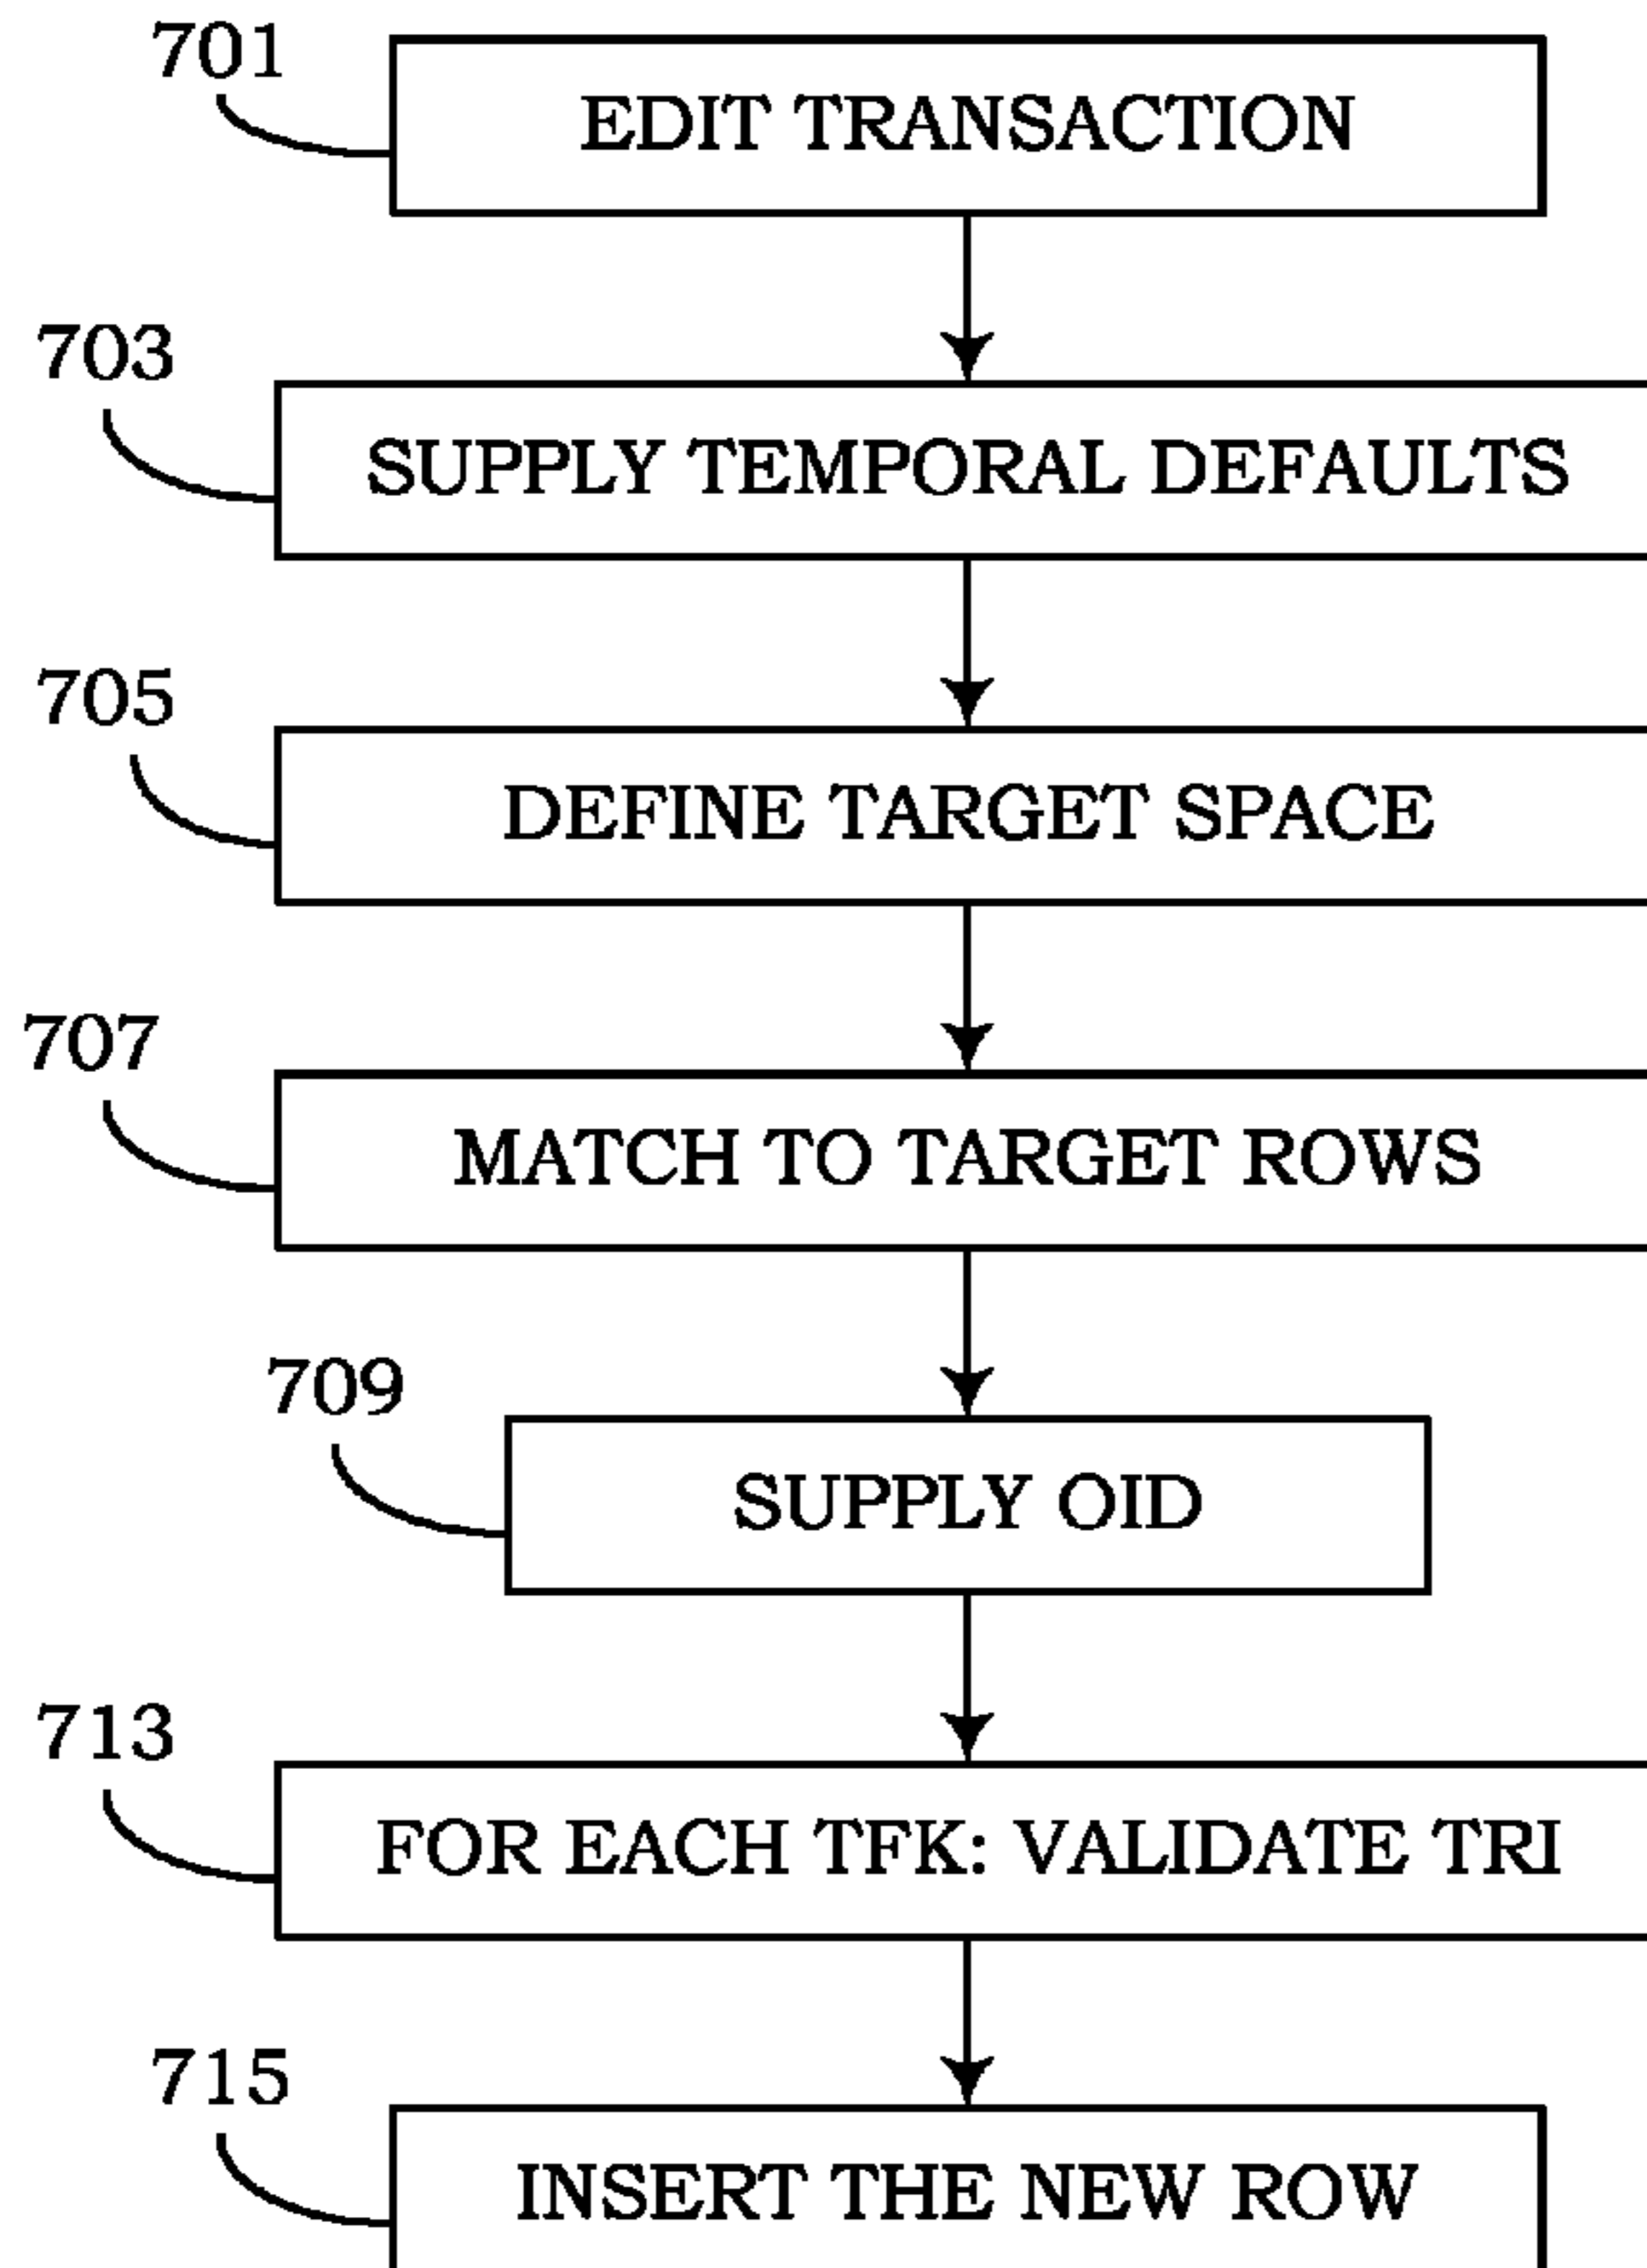 701
EDIT TRANSACTION
703
SUPPLY TEMPORAL DEFAULTS
705
DEFINE TARGET SPACE
707
MATCH TO TARGET ROWS
709
SUPPLY OID
713
FOR EACH TFK: VALIDATE TRI
715
INSERT THE NEW ROW